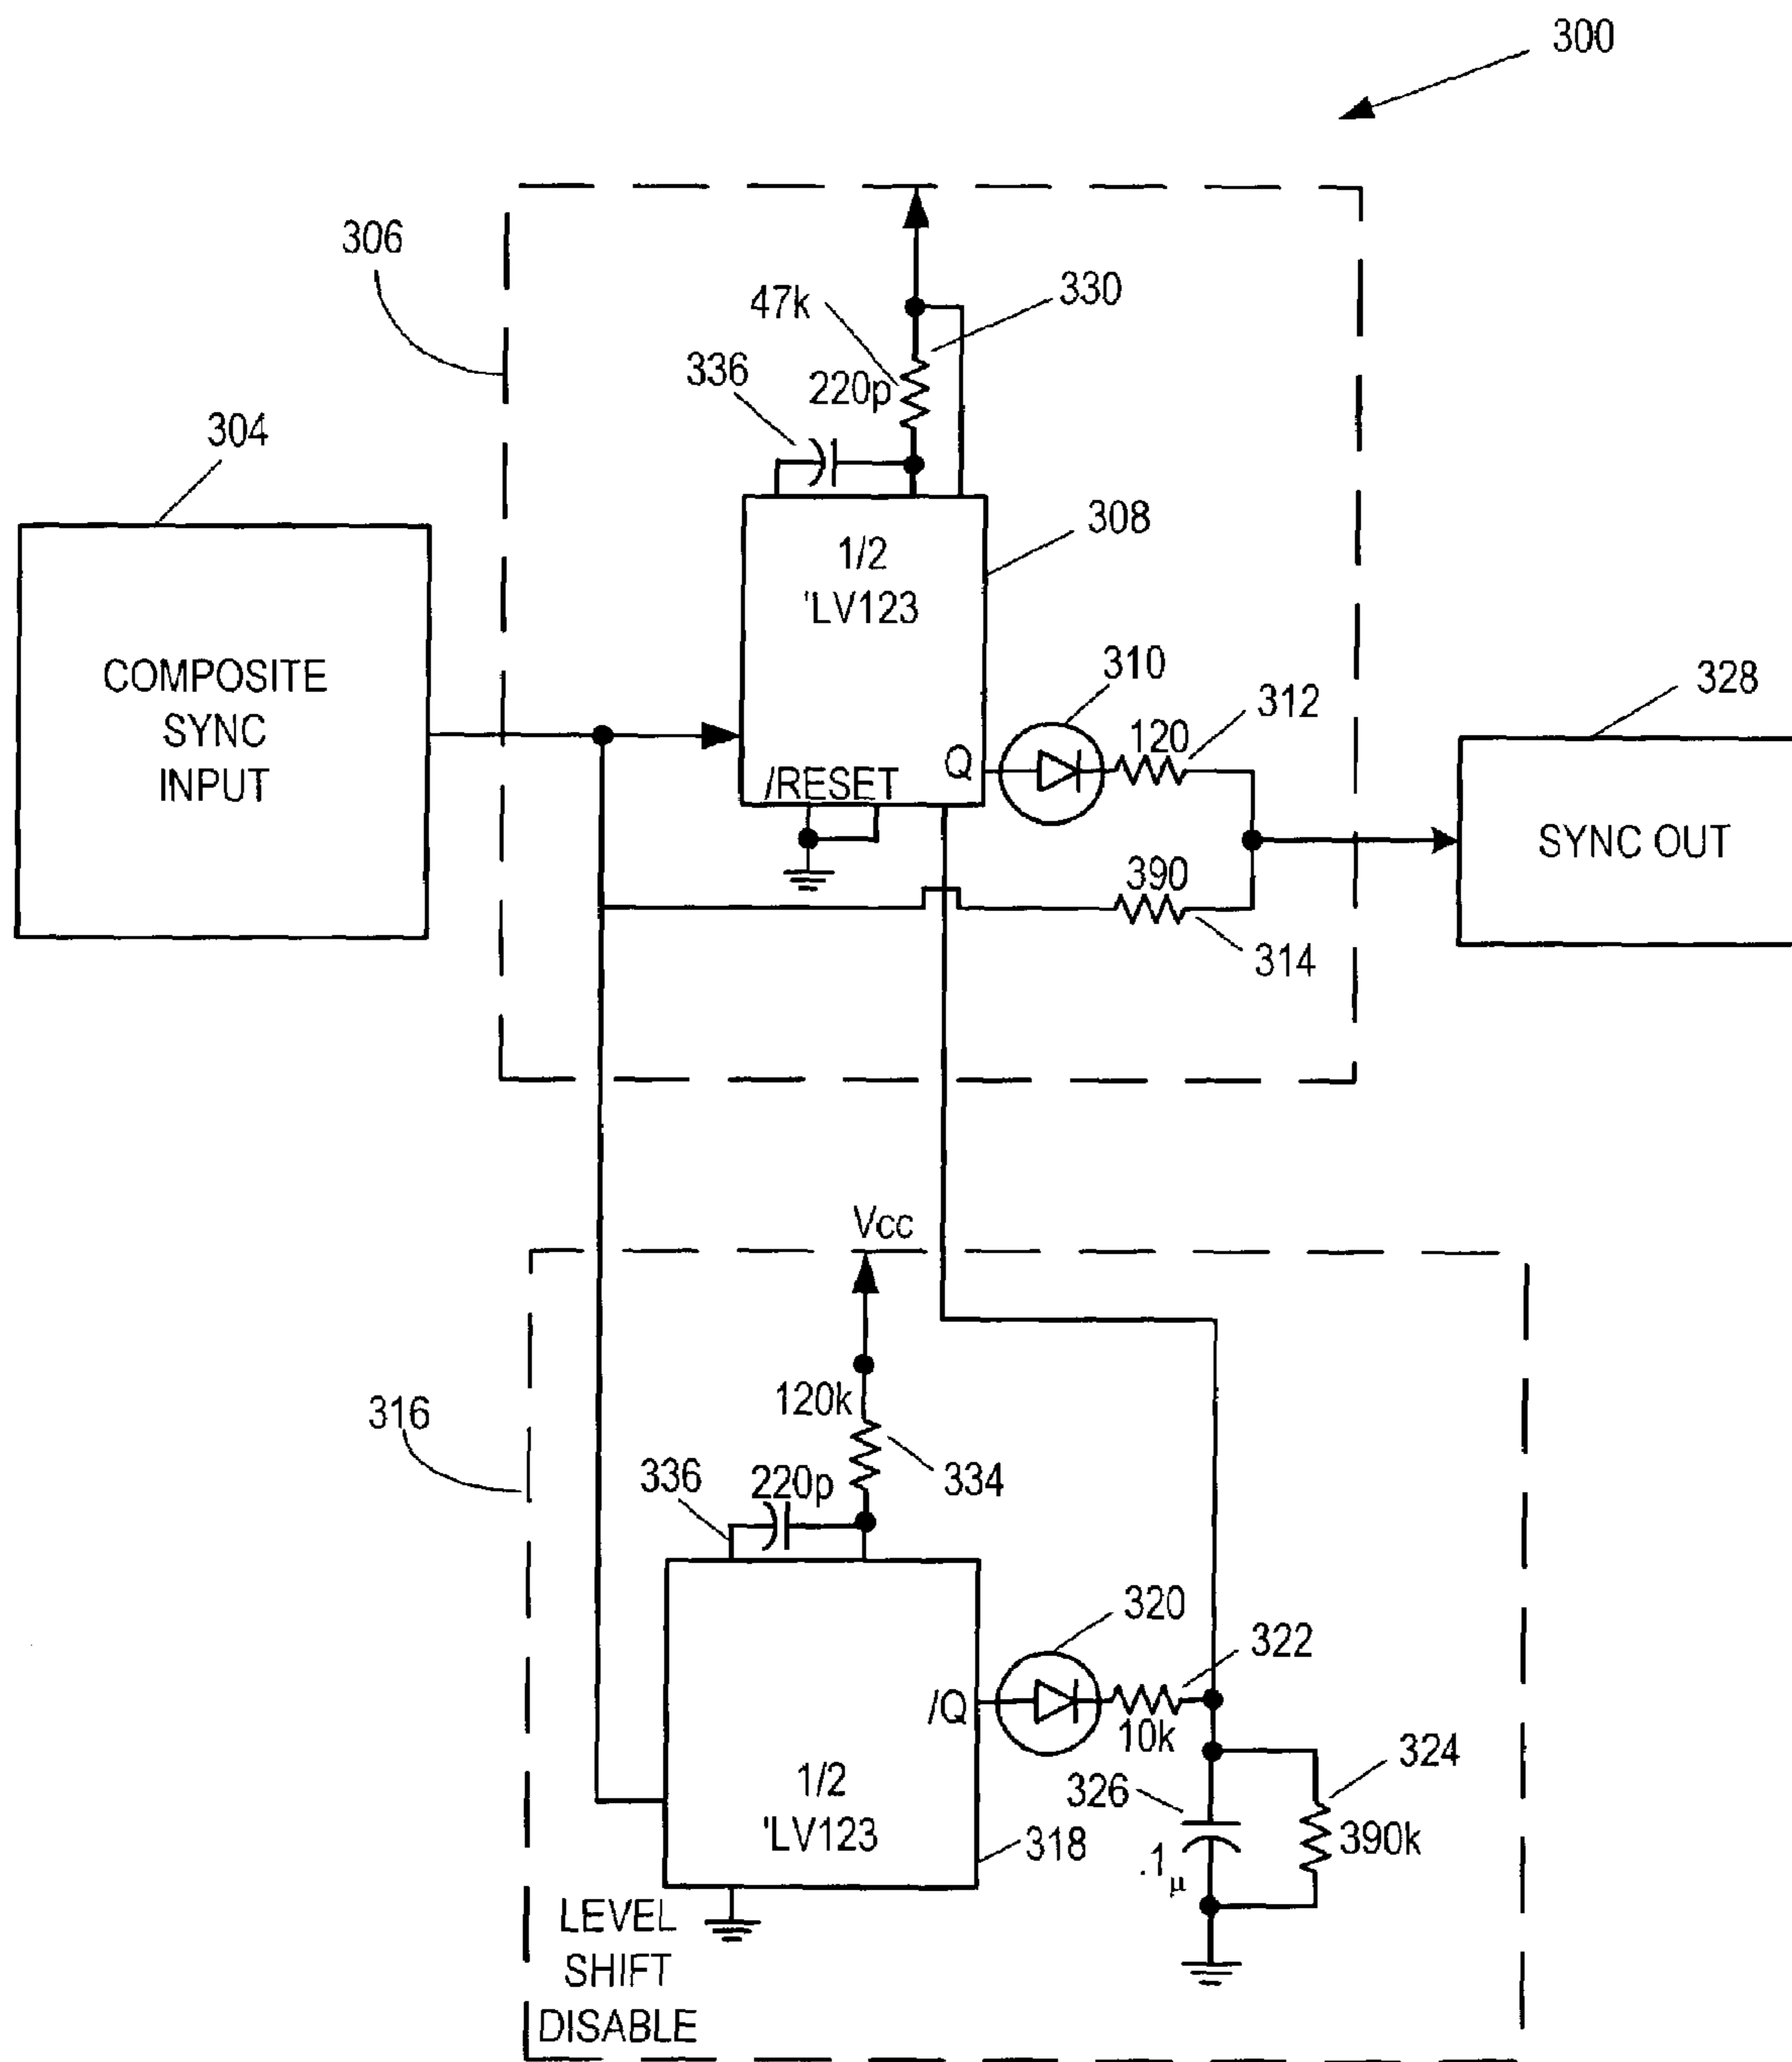 300
306
47k
330
336
220p
304
308
1/2
'LV123
COMPOSITE
SYNC
INPUT
310
312
120
328
Q
/RESET
SYNC OUT
390
314
Vcc
316
120k
334
336
220p
320
322
/Q
10k
324
326
1/2
'LV123
318
.1μ
390k
LEVEL
SHIFT
DISABLE